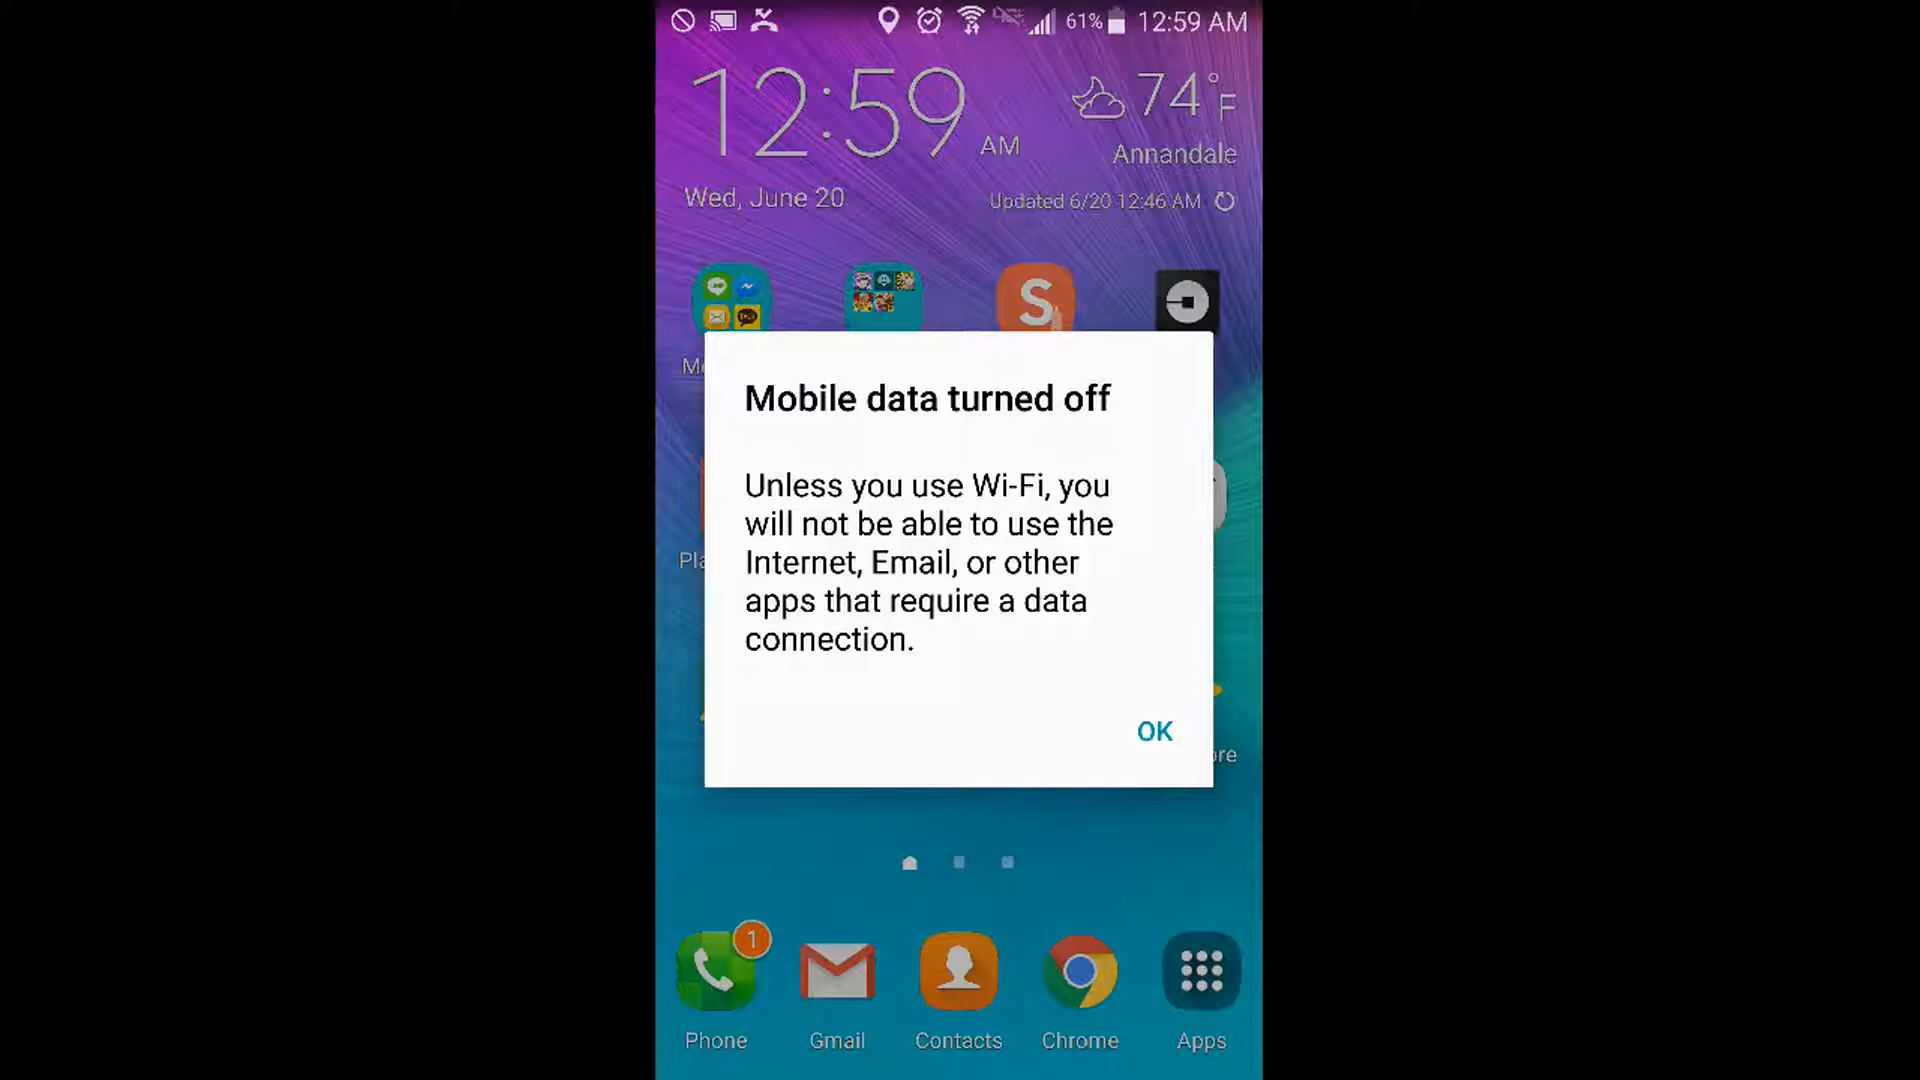 61% 12:59 AM
12:59 AM
74°F
Annandale
Wed, June 20
Updated 6/20 12:46 AM
S
Mobile data turned off
Unless you use Wi-Fi, you
will not be able to use the
Internet, Email, or other
apps that require a data
connection.
OK
1
Phone Gmail Contacts Chrome Apps